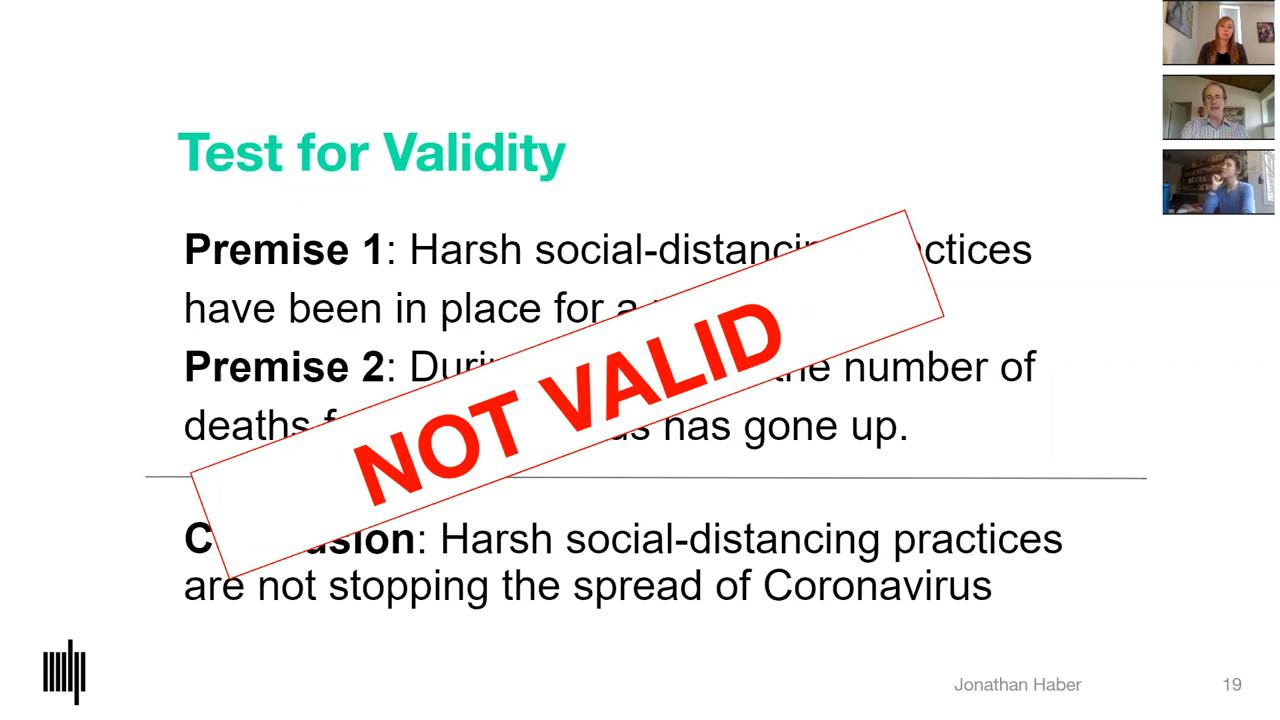 Test for Validity
Premise 1: Harsh social-distancing practices
have been in place for a
Premise 2: During the number of
deaths has gone up.
NOT VALID
Conclusion: Harsh social-distancing practices
are not stopping the spread of Coronavirus
Jonathan Haber 19